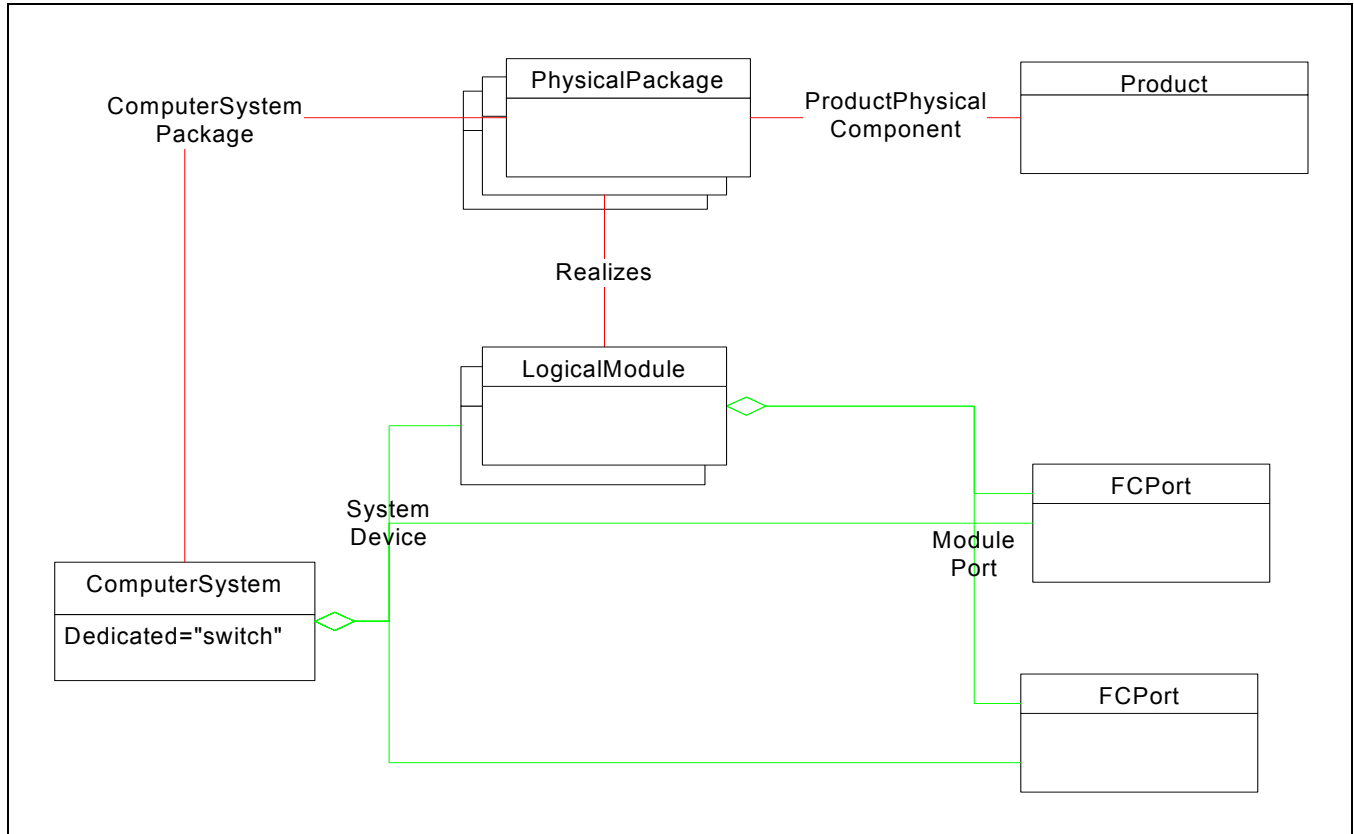 PhysicalPackage
Product
ComputerSystem
Package
ProductPhysical
Component
Realizes
LogicalModule
FCPort
System
Device
Module
Port
ComputerSystem
Dedicated="switch"
FCPort